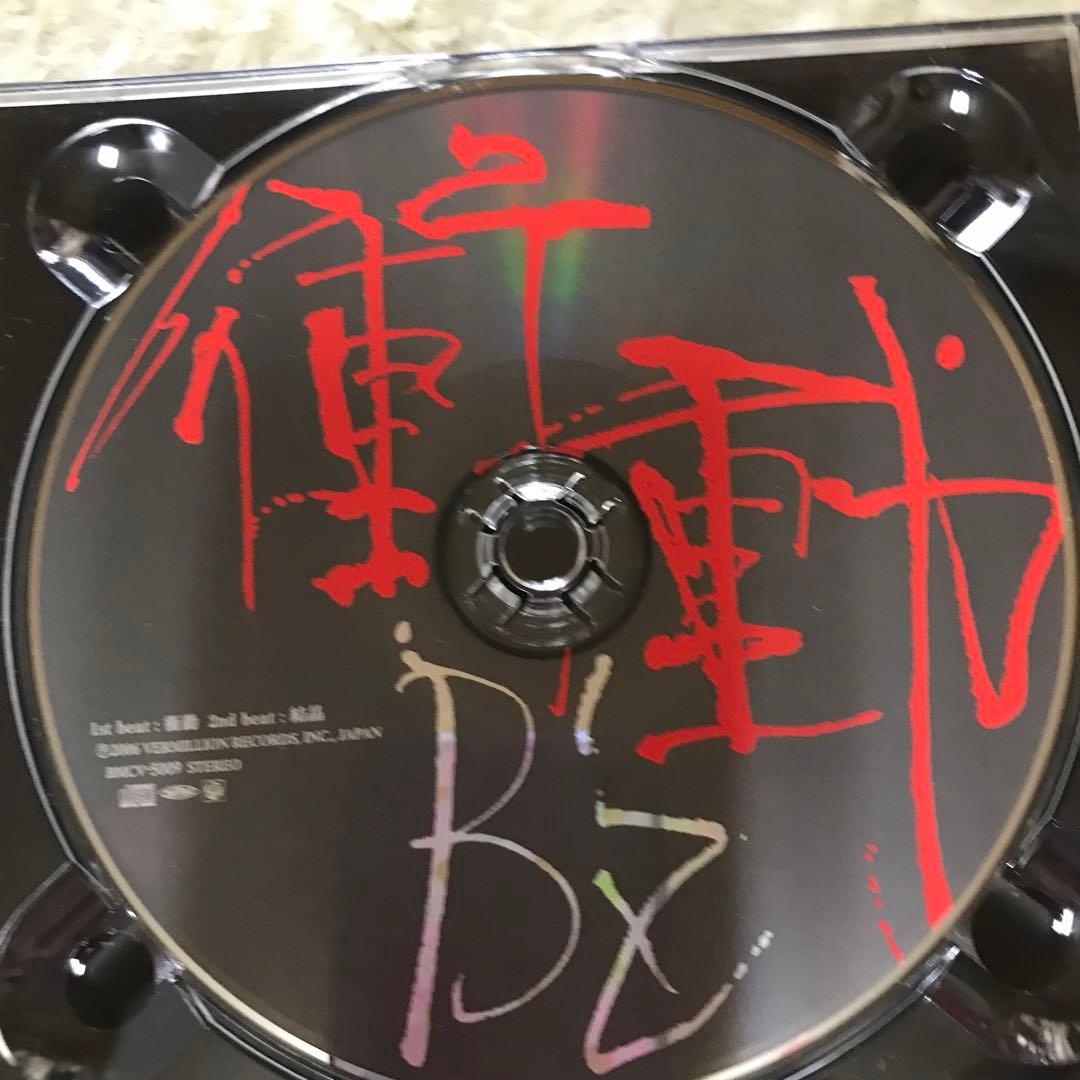 衝動
B'z
1st beat : 衝動 2nd beat : 結晶
℗2006 VERMILLION RECORDS, INC., JAPAN
BMCV-5009 STEREO